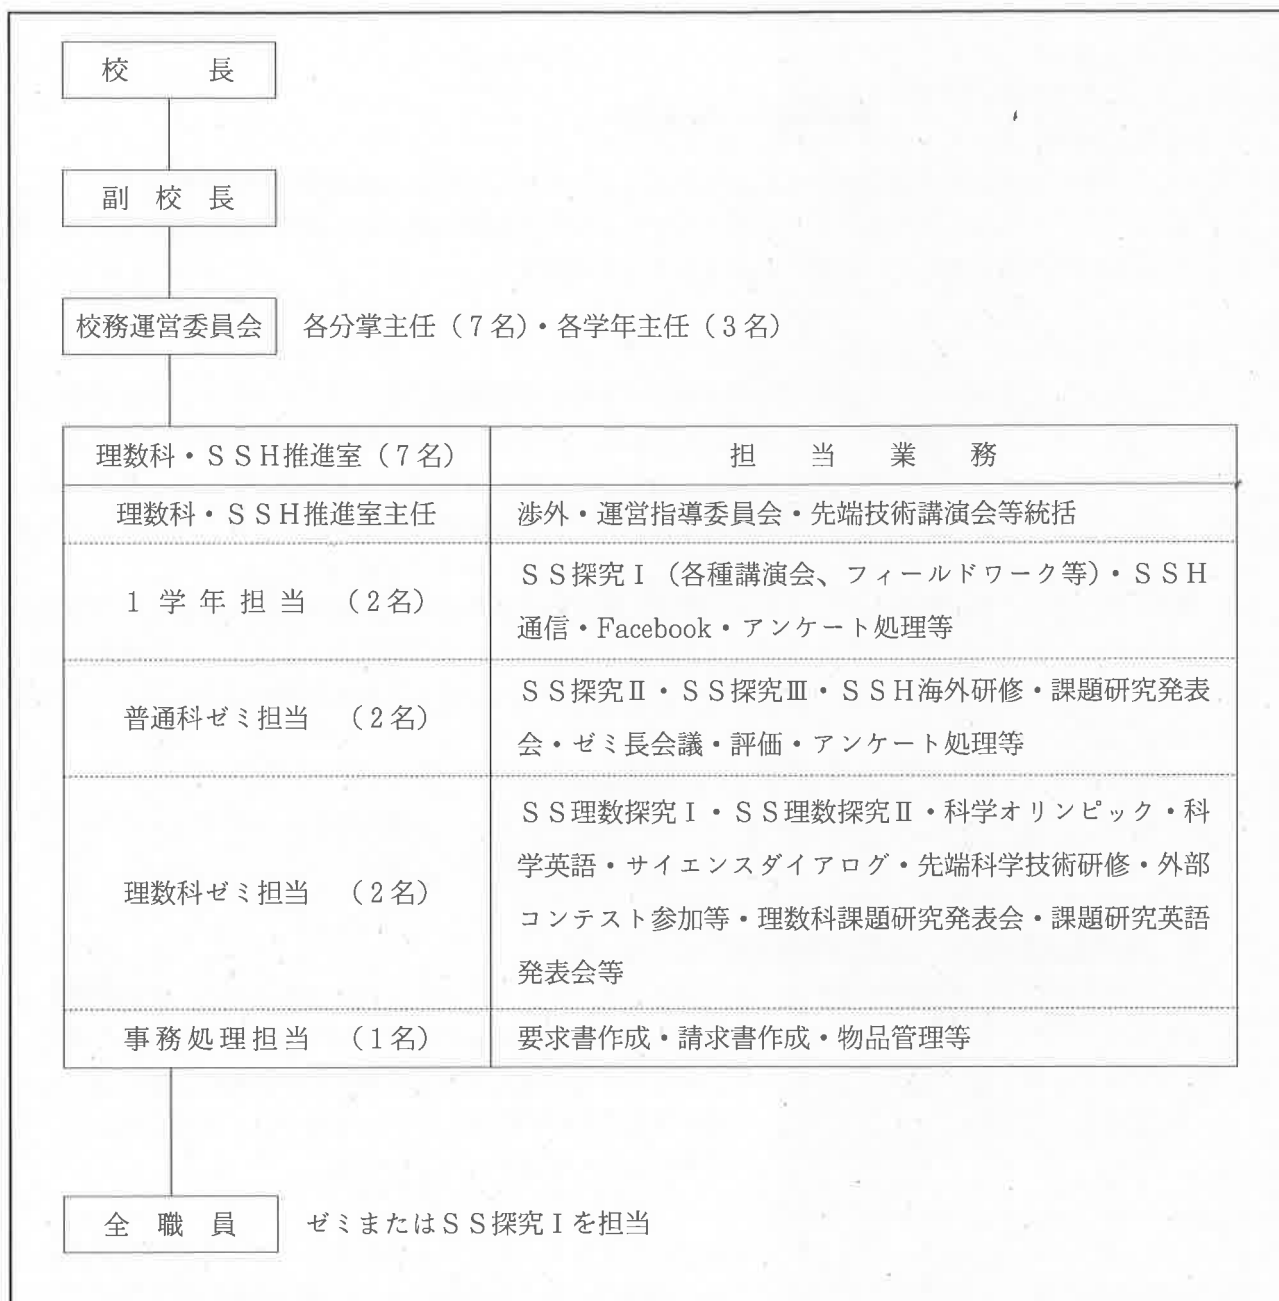 校長
副校長
校務運営委員会 各分掌主任（7名）・各学年主任（3名）
理数科・ＳＳＨ推進室（7名） 担当業務
理数科・ＳＳＨ推進室主任 渉外・運営指導委員会・先端技術講演会等統括
1学年担当 （2名） ＳＳ探究Ⅰ（各種講演会、フィールドワーク等）・ＳＳＨ
通信・Facebook・アンケート処理等
普通科ゼミ担当 （2名） ＳＳ探究Ⅱ・ＳＳ探究Ⅲ・ＳＳＨ海外研修・課題研究発表
会・ゼミ長会議・評価・アンケート処理等
理数科ゼミ担当 （2名） ＳＳ理数探究Ⅰ・ＳＳ理数探究Ⅱ・科学オリンピック・科
学英語・サイエンスダイアログ・先端科学技術研修・外部
コンテスト参加等・理数科課題研究発表会・課題研究英語
発表会等
事務処理担当 （1名） 要求書作成・請求書作成・物品管理等
全職員 ゼミまたはＳＳ探究Ⅰを担当